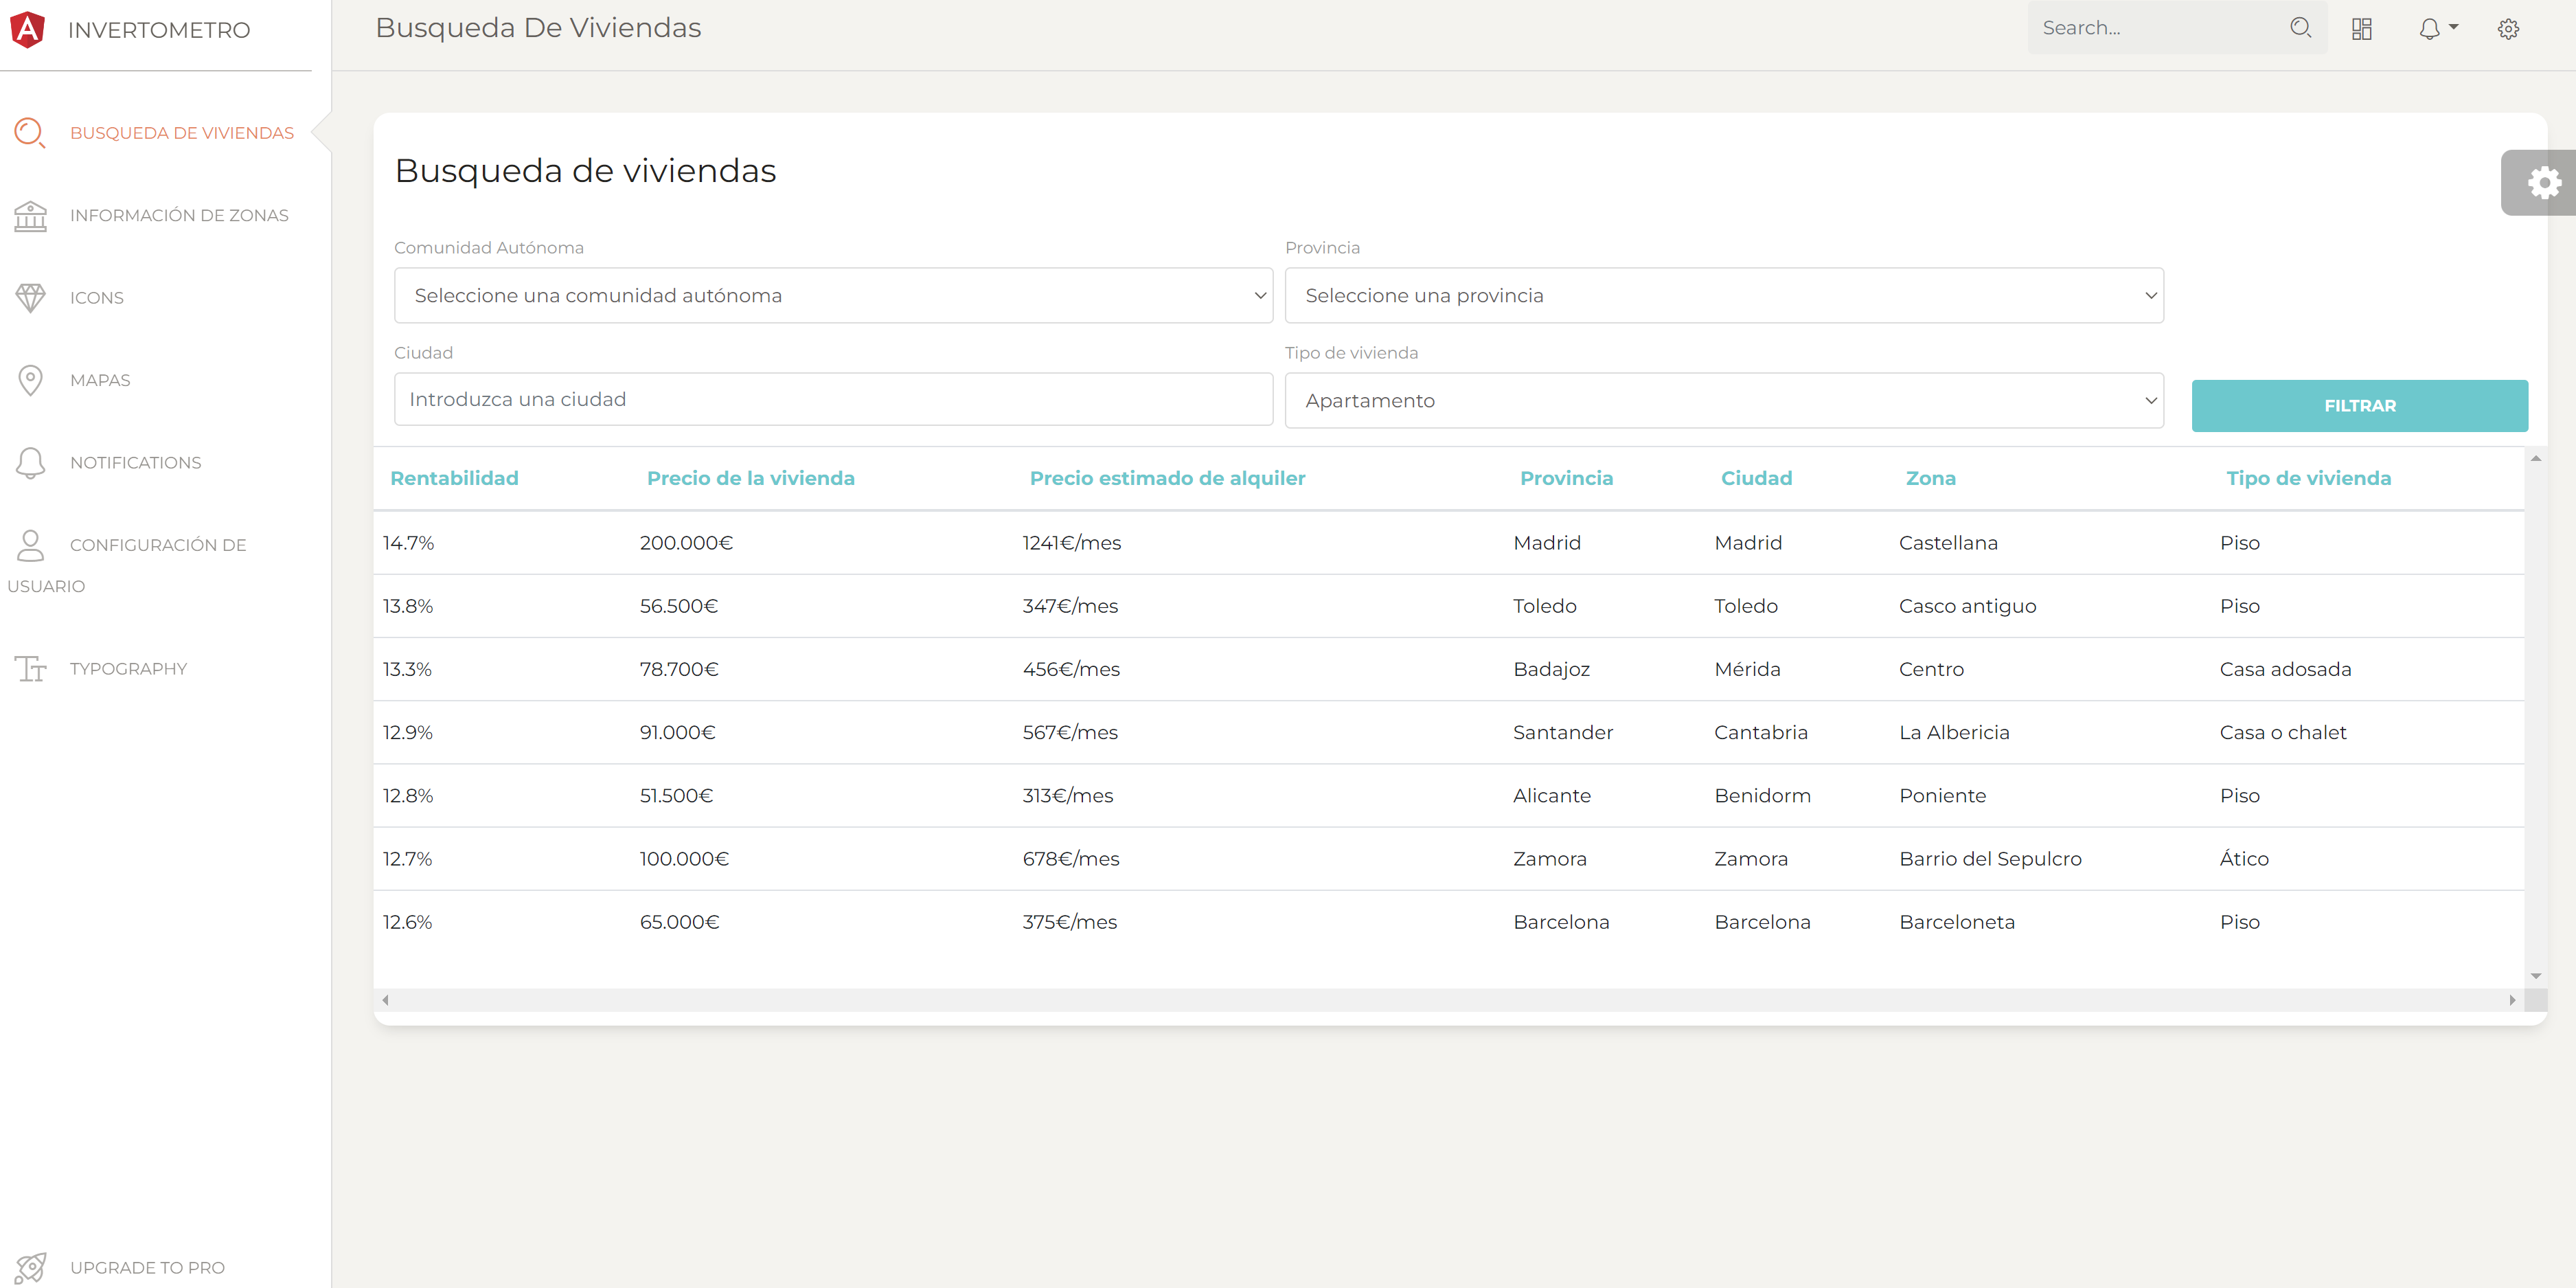 INVERTOMETRO
Busqueda De Viviendas
Search...
BUSQUEDA DE VIVIENDAS
INFORMACIÓN DE ZONAS
ICONS
MAPAS
NOTIFICATIONS
CONFIGURACIÓN DE
USUARIO
TYPOGRAPHY
UPGRADE TO PRO
Busqueda de viviendas
Comunidad Autónoma Provincia
Seleccione una comunidad autónoma Seleccione una provincia
Ciudad Tipo de vivienda
Introduzca una ciudad Apartamento FILTRAR
Rentabilidad Precio de la vivienda Precio estimado de alquiler Provincia Ciudad Zona Tipo de vivienda
14.7% 200.000€ 1241€/mes Madrid Madrid Castellana Piso
13.8% 56.500€ 347€/mes Toledo Toledo Casco antiguo Piso
13.3% 78.700€ 456€/mes Badajoz Mérida Centro Casa adosada
12.9% 91.000€ 567€/mes Santander Cantabria La Albericia Casa o chalet
12.8% 51.500€ 313€/mes Alicante Benidorm Poniente Piso
12.7% 100.000€ 678€/mes Zamora Zamora Barrio del Sepulcro Ático
12.6% 65.000€ 375€/mes Barcelona Barcelona Barceloneta Piso